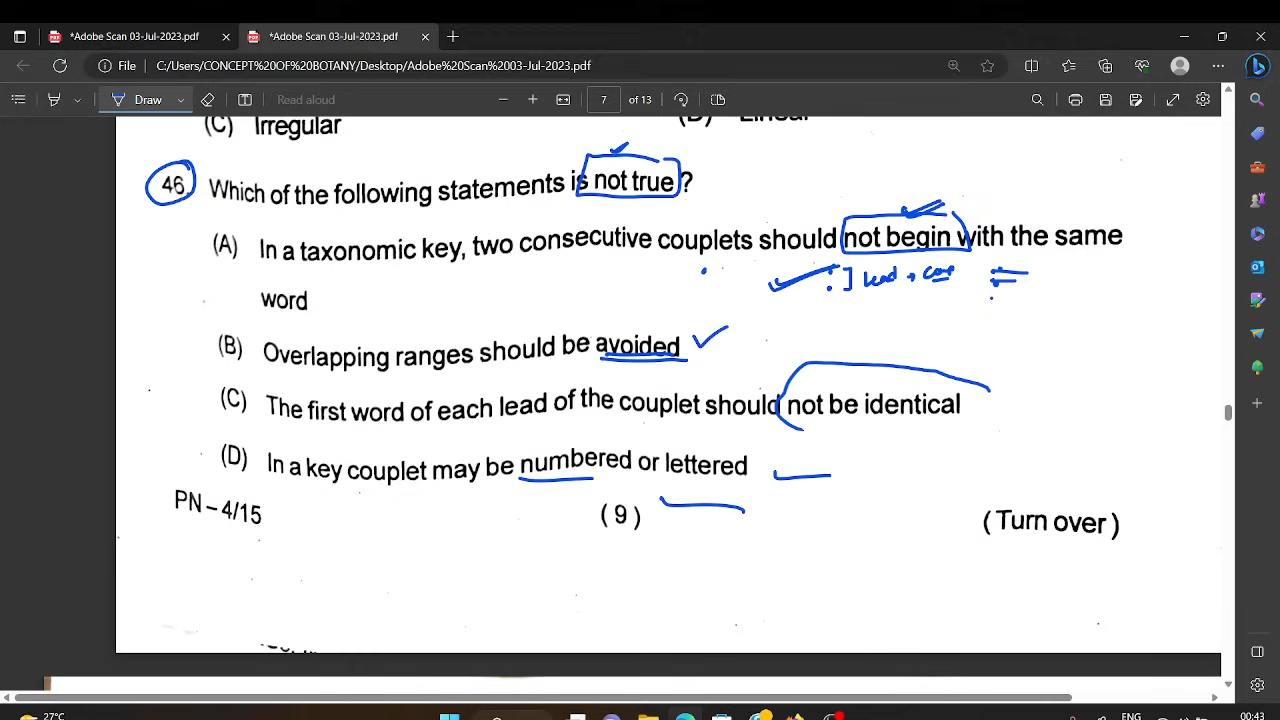 *Adobe Scan 03-Jul-2023.pdf
*Adobe Scan 03-Jul-2023.pdf
File C:/Users/CONCEPT%20OF%20BOTANY/Desktop/Adobe%20Scan%2003-Jul-2023.pdf
Draw Read aloud 7 of 13
(C) Irregular (D) Linear
46. Which of the following statements is not true ?
(A) In a taxonomic key, two consecutive couplets should not begin with the same
word
lead
(B) Overlapping ranges should be avoided
(C) The first word of each lead of the couplet should not be identical
(D) In a key couplet may be numbered or lettered
PN – 4/15 ( 9 ) ( Turn over )
27°C ENG 00:43